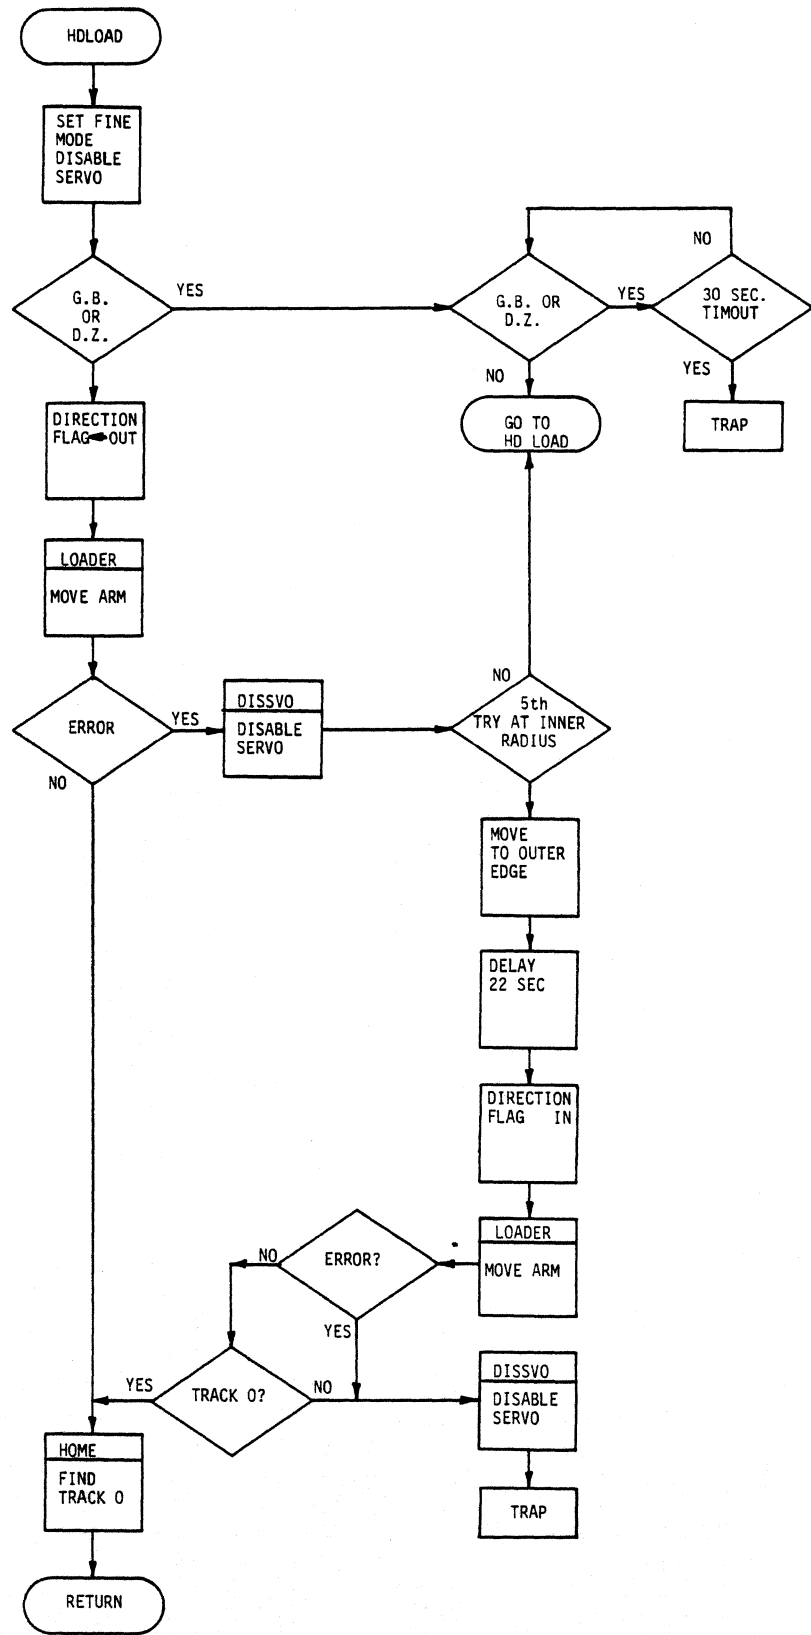 HDLOAD
SET FINE
MODE
DISABLE
SERVO
G.B.
OR
D.Z.
YES
G.B. OR
D.Z.
YES
NO
30 SEC.
TIMOUT
NO
YES
TRAP
GO TO
HD LOAD
DIRECTION
FLAG◄OUT
LOADER
MOVE ARM
ERROR
YES
NO
DISSVO
DISABLE
SERVO
NO
5th
TRY AT INNER
RADIUS
MOVE
TO OUTER
EDGE
DELAY
22 SEC
DIRECTION
FLAG IN
LOADER
MOVE ARM
ERROR?
NO
YES
TRACK 0?
YES
NO
DISSVO
DISABLE
SERVO
TRAP
HOME
FIND
TRACK 0
RETURN